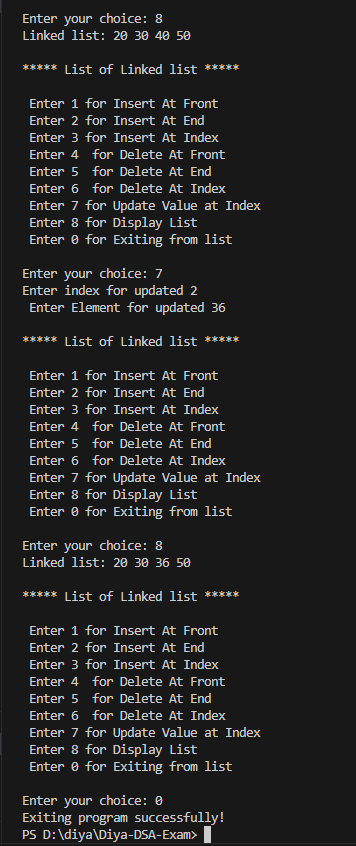 Enter your choice: 8
Linked list: 20 30 40 50
***** List of Linked list *****
Enter 1 for Insert At Front
Enter 2 for Insert At End
Enter 3 for Insert At Index
Enter 4  for Delete At Front
Enter 5  for Delete At End
Enter 6  for Delete At Index
Enter 7 for Update Value at Index
Enter 8 for Display List
Enter 0 for Exiting from list
Enter your choice: 7
Enter index for updated 2
Enter Element for updated 36
***** List of Linked list *****
Enter 1 for Insert At Front
Enter 2 for Insert At End
Enter 3 for Insert At Index
Enter 4  for Delete At Front
Enter 5  for Delete At End
Enter 6  for Delete At Index
Enter 7 for Update Value at Index
Enter 8 for Display List
Enter 0 for Exiting from list
Enter your choice: 8
Linked list: 20 30 36 50
***** List of Linked list *****
Enter 1 for Insert At Front
Enter 2 for Insert At End
Enter 3 for Insert At Index
Enter 4  for Delete At Front
Enter 5  for Delete At End
Enter 6  for Delete At Index
Enter 7 for Update Value at Index
Enter 8 for Display List
Enter 0 for Exiting from list
Enter your choice: 0
Exiting program successfully!
PS D:\diya\Diya-DSA-Exam>